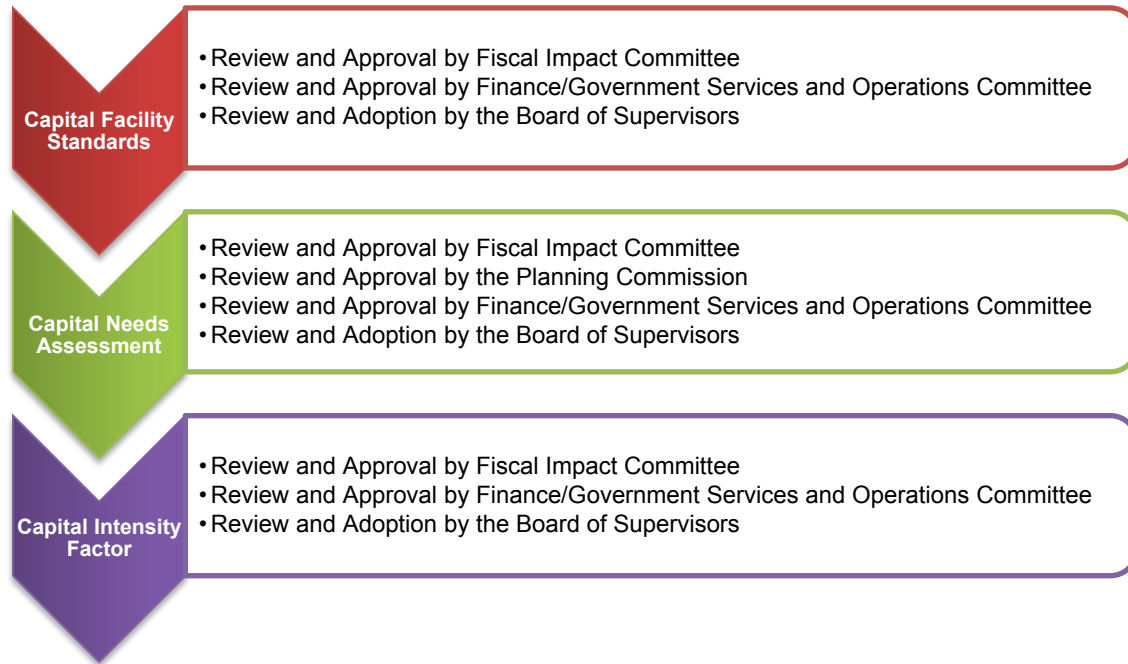 Capital Facility
Standards
• Review and Approval by Fiscal Impact Committee
• Review and Approval by Finance/Government Services and Operations Committee
• Review and Adoption by the Board of Supervisors
Capital Needs
Assessment
• Review and Approval by Fiscal Impact Committee
• Review and Approval by the Planning Commission
• Review and Approval by Finance/Government Services and Operations Committee
• Review and Adoption by the Board of Supervisors
Capital Intensity
Factor
• Review and Approval by Fiscal Impact Committee
• Review and Approval by Finance/Government Services and Operations Committee
• Review and Adoption by the Board of Supervisors